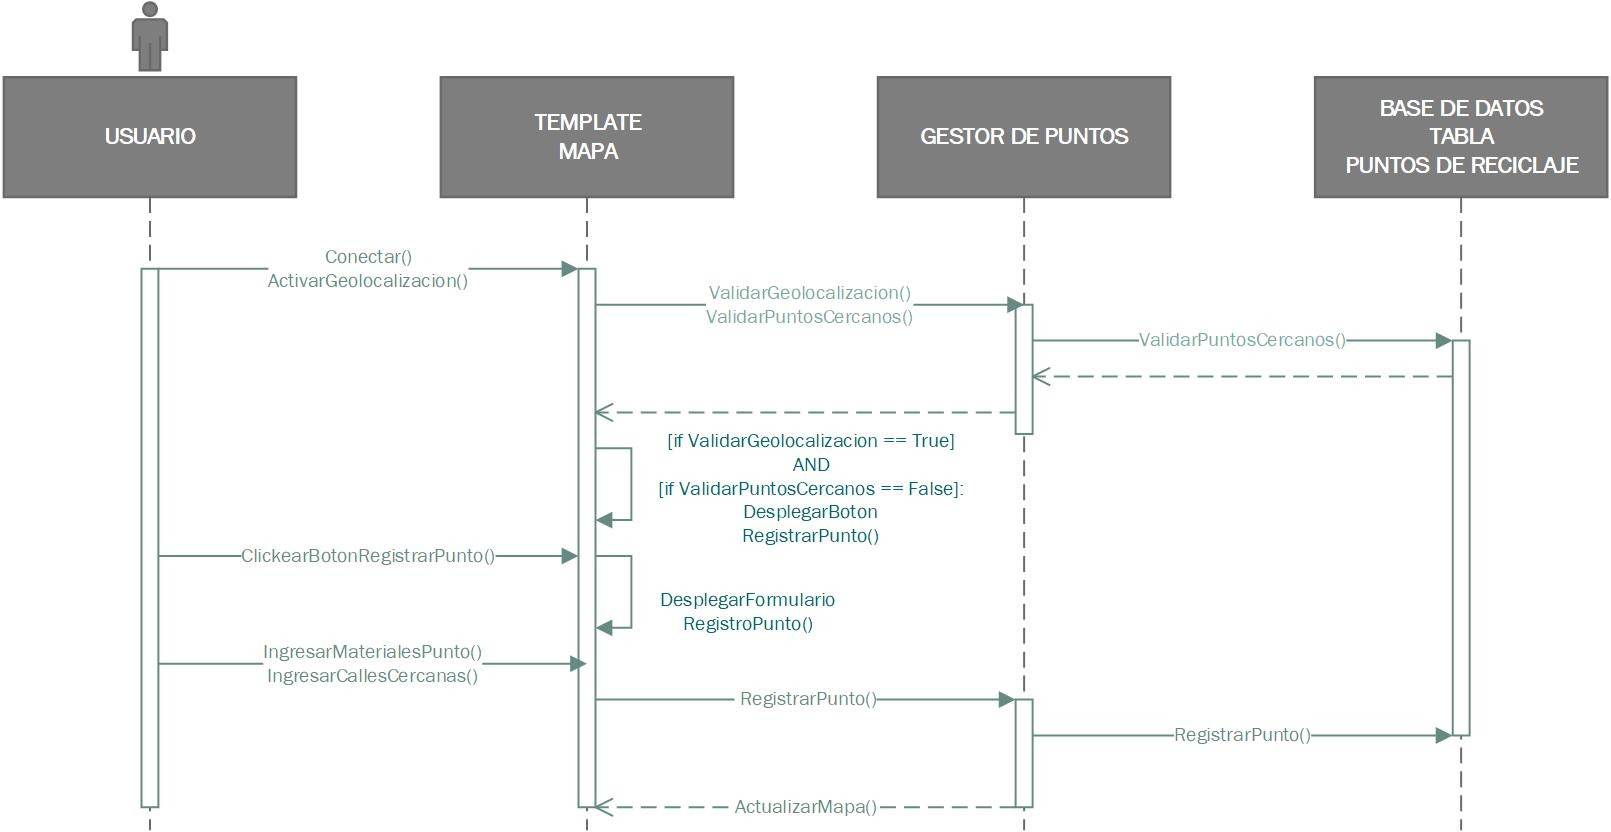 USUARIO
TEMPLATE
MAPA
GESTOR DE PUNTOS
BASE DE DATOS
TABLA
PUNTOS DE RECICLAJE
Conectar()
ActivarGeolocalizacion()
ValidarGeolocalizacion()
ValidarPuntosCercanos()
ValidarPuntosCercanos()
[if ValidarGeolocalizacion == True]
AND
[if ValidarPuntosCercanos == False]:
DesplegarBoton
RegistrarPunto()
ClickearBotonRegistrarPunto()
DesplegarFormulario
RegistroPunto()
IngresarMaterialesPunto()
IngresarCallesCercanas()
RegistrarPunto()
RegistrarPunto()
ActualizarMapa()